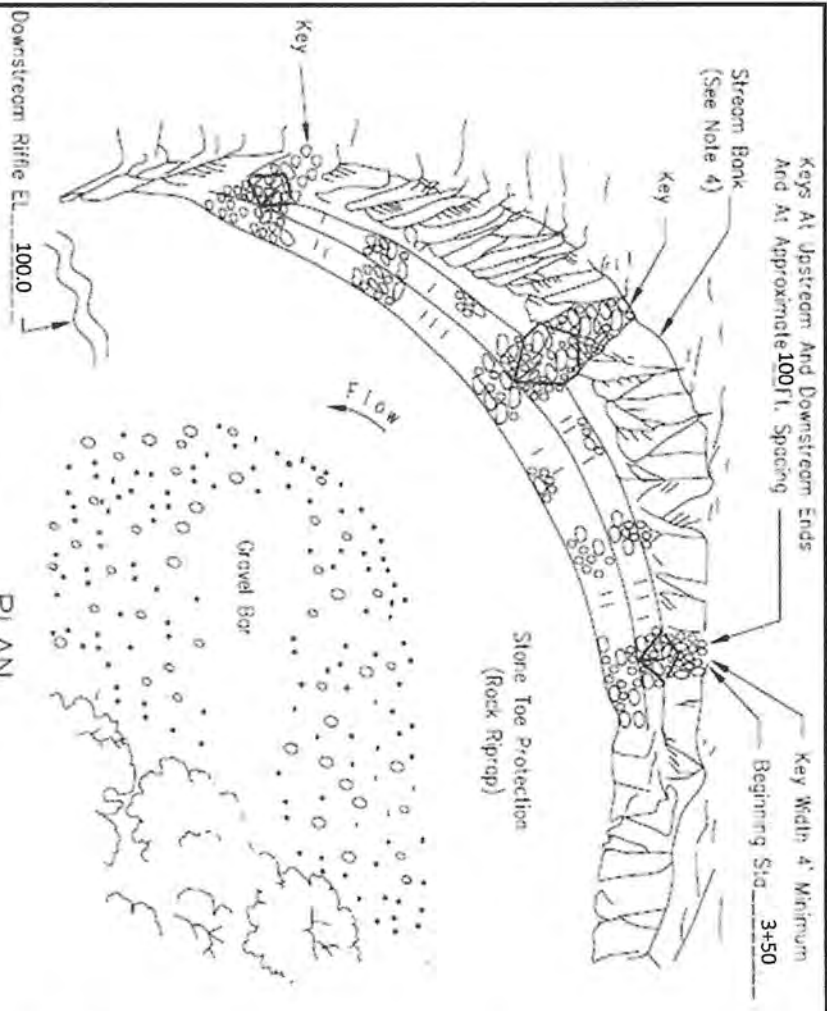 Keys At Upstream And Downstream Ends
And At Approximate 100 Ft. Spacing
Key Width 4' Minimum
Beginning Sta. 3+50
Stream Bank
(See Note 4)
Key
Key
Flow
Stone Toe Protection
(Rock Riprap)
Gravel Bar
Downstream Riffle EL. 100.0
PLAN